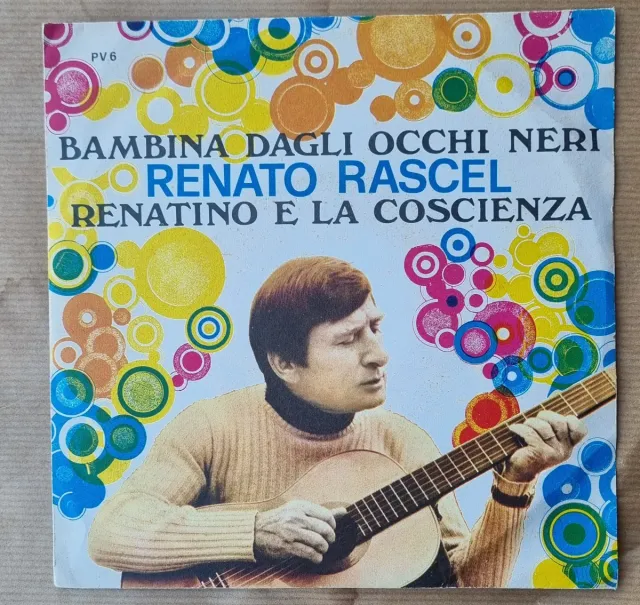 PV 6
BAMBINA DAGLI OCCHI NERI
RENATO RASCEL
RENATINO E LA COSCIENZA